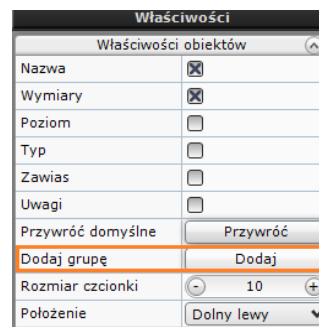 Właściwości
Właściwości obiektów
Nazwa
Wymiary
Poziom
Typ
Zawias
Uwagi
Przywróć domyślne Przywróć
Dodaj grupę Dodaj
Rozmiar czcionki - 10 +
Położenie Dolny lewy